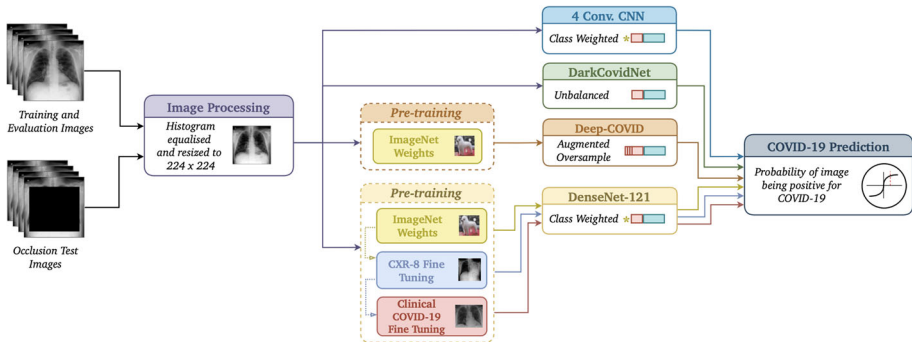 Training and
Evaluation Images
Occlusion Test
Images
Image Processing
Histogram
equalised
and resized to
224 x 224
Pre-training
ImageNet
Weights
Pre-training
ImageNet
Weights
CXR-8 Fine
Tuning
Clinical
COVID-19
Fine Tuning
4 Conv. CNN
Class Weighted *
DarkCovidNet
Unbalanced
Deep-COVID
Augmented
Oversample
DenseNet-121
Class Weighted *
COVID-19 Prediction
Probability of image
being positive for
COVID-19